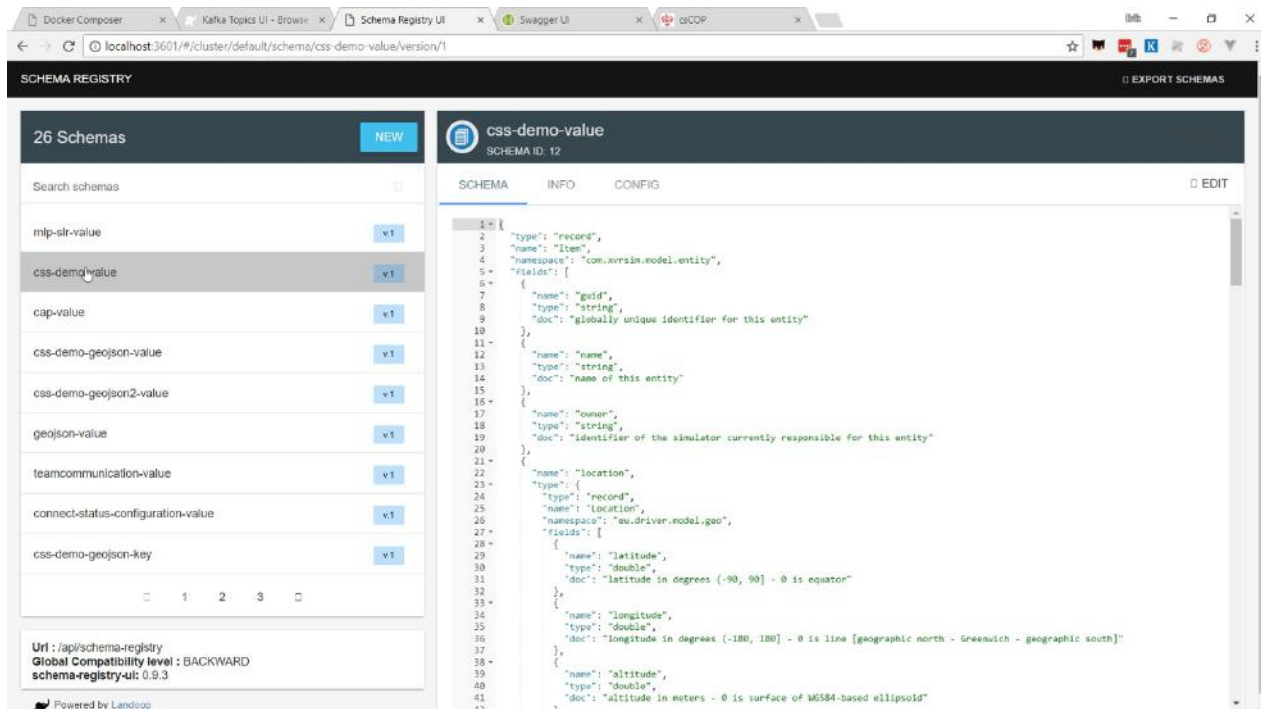 Docker Composer
Kafka Topics UI - Browse
Schema Registry UI
Swagger UI
csCOP
localhost:3601/#/cluster/default/schema/css-demo-value/version/1
SCHEMA REGISTRY
EXPORT SCHEMAS
26 Schemas
NEW
Search schemas
mlp-slr-value v.1
css-demo-value v.1
cap-value v.1
css-demo-geojson-value v.1
css-demo-geojson2-value v.1
geojson-value v.1
teamcommunication-value v.1
connect-status-configuration-value v.1
css-demo-geojson-key v.1
1 2 3
Url : /api/schema-registry
Global Compatibility level : BACKWARD
schema-registry-ui: 0.9.3
Powered by Landoop
css-demo-value
SCHEMA ID: 12
SCHEMA INFO CONFIG
EDIT
1 {
2 "type": "record",
3 "name": "Item",
4 "namespace": "com.xvrsim.model.entity",
5 "fields": [
6 {
7 "name": "guid",
8 "type": "string",
9 "doc": "globally unique identifier for this entity"
10 },
11 {
12 "name": "name",
13 "type": "string",
14 "doc": "name of this entity"
15 },
16 {
17 "name": "owner",
18 "type": "string",
19 "doc": "identifier of the simulator currently responsible for this entity"
20 },
21 {
22 "name": "location",
23 "type": {
24 "type": "record",
25 "name": "Location",
26 "namespace": "eu.driver.model.geo",
27 "fields": [
28 {
29 "name": "latitude",
30 "type": "double",
31 "doc": "latitude in degrees (-90, 90] - 0 is equator"
32 },
33 {
34 "name": "longitude",
35 "type": "double",
36 "doc": "longitude in degrees (-180, 180] - 0 is line [geographic north - Greenwich - geographic south]"
37 },
38 {
39 "name": "altitude",
40 "type": "double",
41 "doc": "altitude in meters - 0 is surface of WGS84-based ellipsoid"